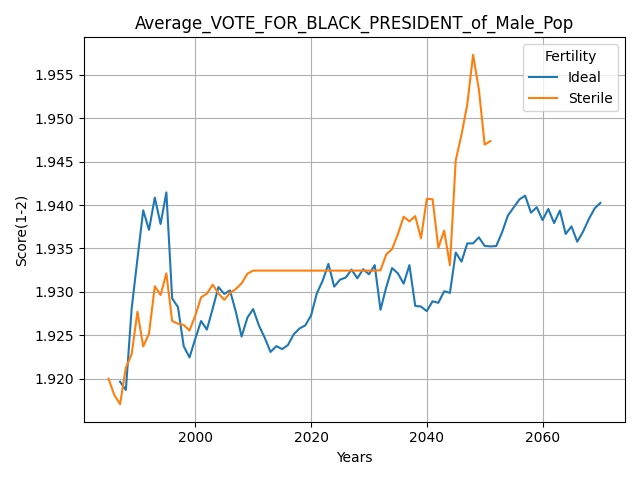 Average_VOTE_FOR_BLACK_PRESIDENT_of_Male_Pop
Fertility
Ideal
Sterile
1.955
1.950
1.945
1.940
1.935
1.930
1.925
1.920
Score(1-2)
2000
2020
2040
2060
Years